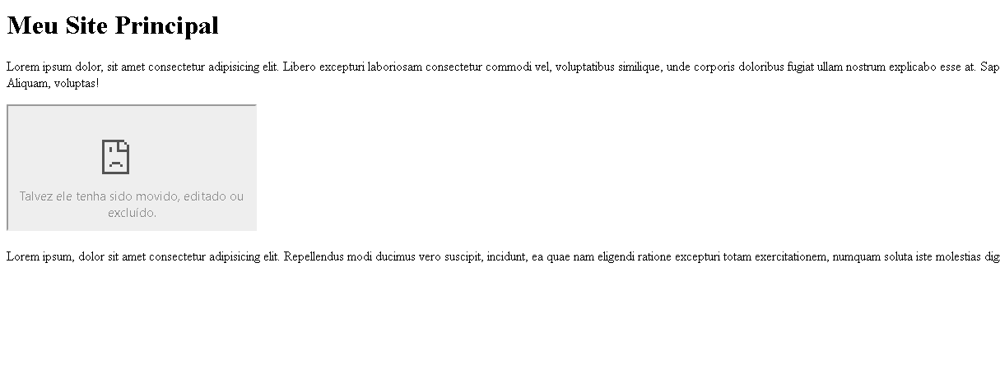 Meu Site Principal
Lorem ipsum dolor, sit amet consectetur adipisicing elit. Libero excepturi laboriosam consectetur commodi vel, voluptatibus similique, unde corporis doloribus fugiat ullam nostrum explicabo esse at. Sap
Aliquam, voluptas!
Talvez ele tenha sido movido, editado ou
excluído.
Lorem ipsum, dolor sit amet consectetur adipisicing elit. Repellendus modi ducimus vero suscipit, incidunt, ea quae nam eligendi ratione excepturi totam exercitationem, numquam soluta iste molestias dig